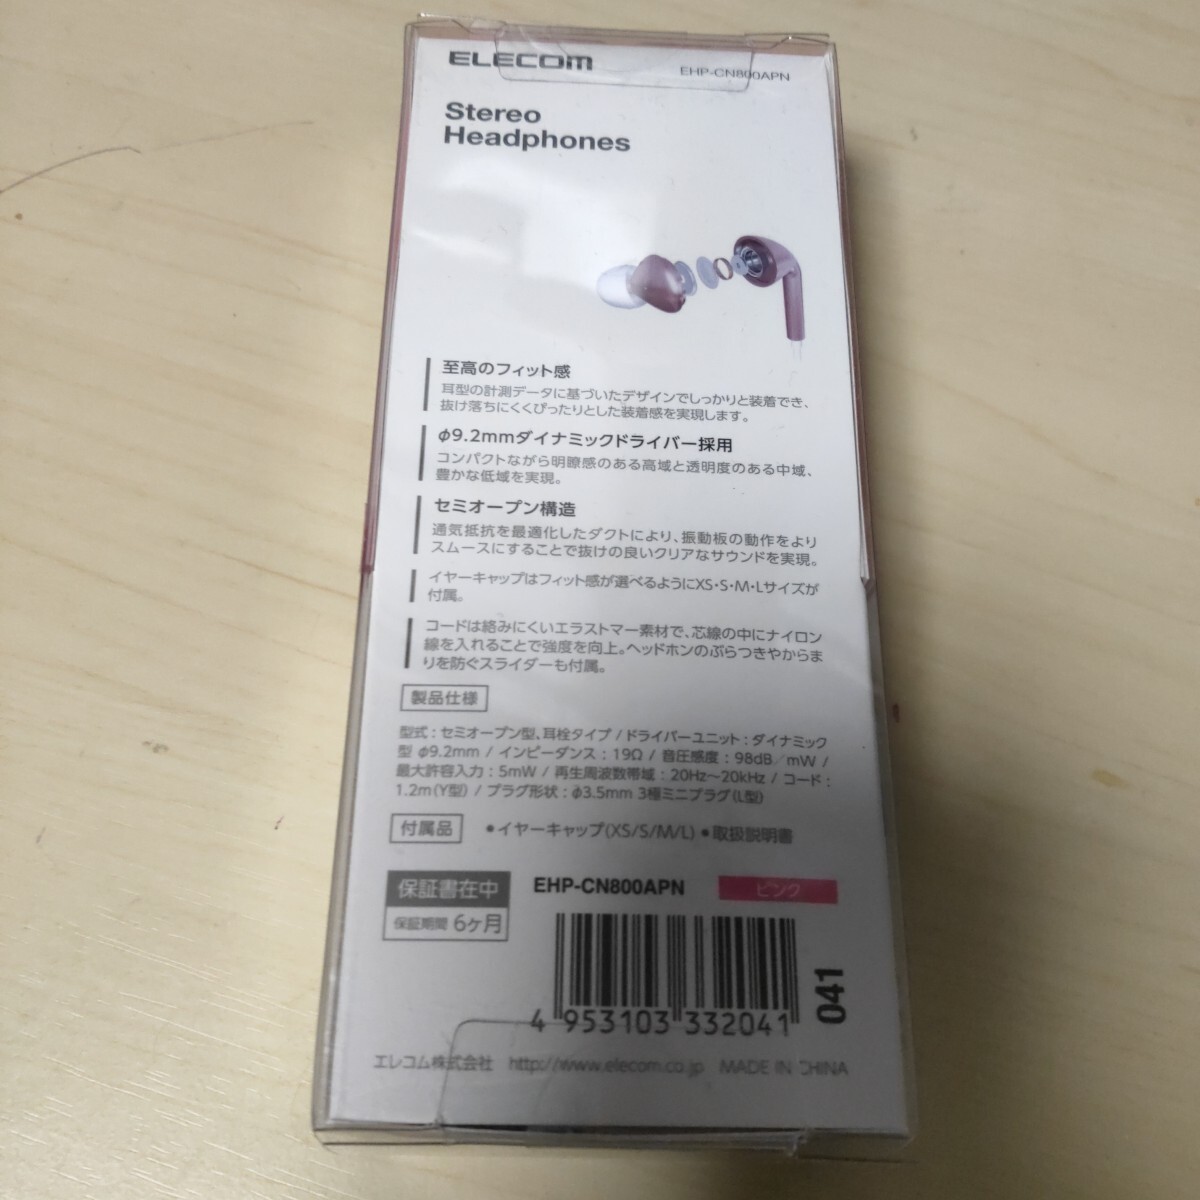 ELECOM
EHP-CN800APN
Stereo
Headphones
至高のフィット感
耳型の計測データに基づいたデザインでしっかりと装着でき、
抜け落ちにくくぴったりとした装着感を実現します。
φ9.2mmダイナミックドライバー採用
コンパクトながら明瞭感のある高域と透明度のある中域、
豊かな低域を実現。
セミオープン構造
通気抵抗を最適化したダクトにより、振動板の動作をより
スムースにすることで抜けの良いクリアなサウンドを実現。
イヤーキャップはフィット感が選べるようにXS・S・M・Lサイズが
付属。
コードは絡みにくいエラストマー素材で、芯線の中にナイロン
線を入れることで強度を向上。ヘッドホンのぶらつきやからま
りを防ぐスライダーも付属。
製品仕様
型式：セミオープン型、耳栓タイプ / ドライバーユニット：ダイナミック
型 φ9.2mm / インピーダンス：19Ω / 音圧感度：98dB／mW /
最大許容入力：5mW / 再生周波数帯域：20Hz～20kHz / コード：
1.2m（Y型） / プラグ形状：φ3.5mm 3極ミニプラグ（L型）
付属品 ●イヤーキャップ（XS/S/M/L） ●取扱説明書
保証書在中
保証期間 6ヶ月
EHP-CN800APN ピンク
4 953103 332041
041
エレコム株式会社 http://www.elecom.co.jp MADE IN CHINA